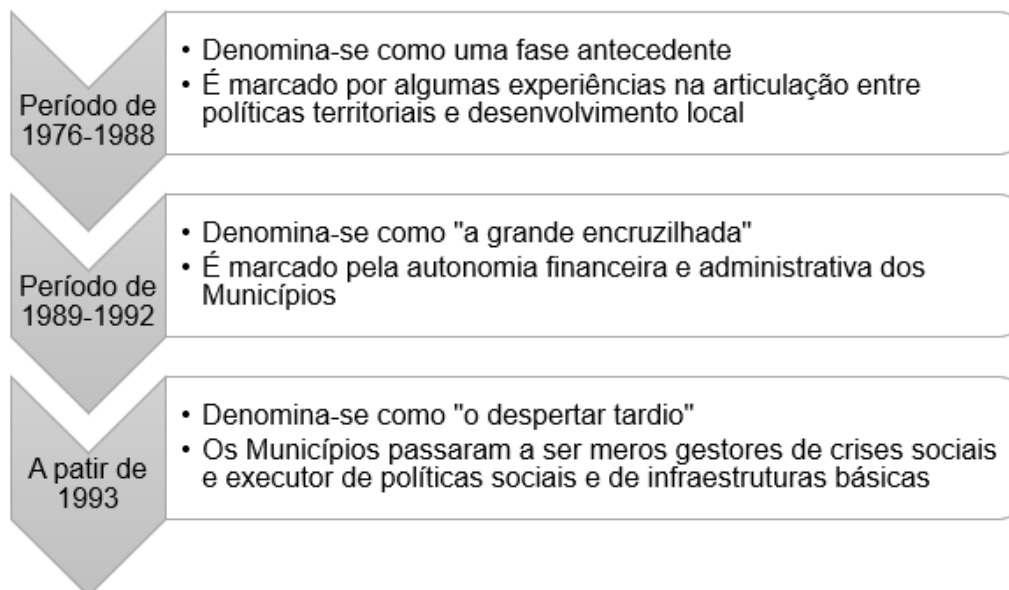 Período de
1976-1988
• Denomina-se como uma fase antecedente
• É marcado por algumas experiências na articulação entre
políticas territoriais e desenvolvimento local
Período de
1989-1992
• Denomina-se como "a grande encruzilhada"
• É marcado pela autonomia financeira e administrativa dos
Municípios
A patir de
1993
• Denomina-se como "o despertar tardio"
• Os Municípios passaram a ser meros gestores de crises sociais
e executor de políticas sociais e de infraestruturas básicas